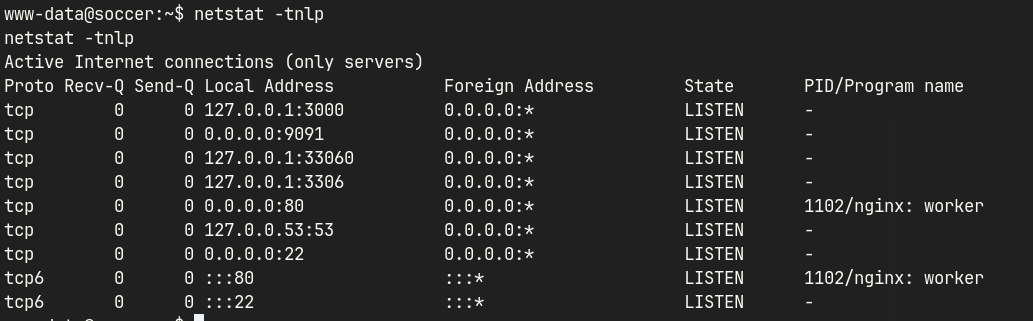 www-data@soccer:~$ netstat -tnlp
netstat -tnlp
Active Internet connections (only servers)
Proto Recv-Q Send-Q Local Address           Foreign Address         State       PID/Program name
tcp        0      0 127.0.0.1:3000          0.0.0.0:*               LISTEN      -
tcp        0      0 0.0.0.0:9091            0.0.0.0:*               LISTEN      -
tcp        0      0 127.0.0.1:33060         0.0.0.0:*               LISTEN      -
tcp        0      0 127.0.0.1:3306          0.0.0.0:*               LISTEN      -
tcp        0      0 0.0.0.0:80              0.0.0.0:*               LISTEN      1102/nginx: worker
tcp        0      0 127.0.0.53:53           0.0.0.0:*               LISTEN      -
tcp        0      0 0.0.0.0:22              0.0.0.0:*               LISTEN      -
tcp6       0      0 :::80                   :::*                    LISTEN      1102/nginx: worker
tcp6       0      0 :::22                   :::*                    LISTEN      -